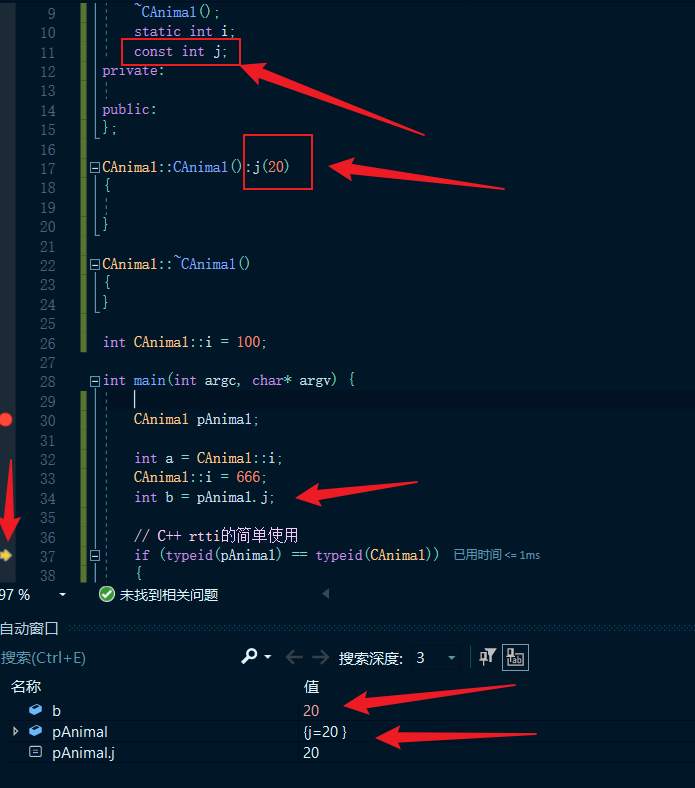 9 ~CAnimal();
10 static int i;
11 const int j;
12 private:
13
14 public:
15 };
16
17 CAnimal::CAnimal():j(20)
18 {
19
20 }
21
22 CAnimal::~CAnimal()
23 {
24 }
25
26 int CAnimal::i = 100;
27
28 int main(int argc, char* argv) {
29
30 CAnimal pAnimal;
31
32 int a = CAnimal::i;
33 CAnimal::i = 666;
34 int b = pAnimal.j;
35
36 // C++ rtti的简单使用
37 if (typeid(pAnimal) == typeid(CAnimal)) 已用时间 <= 1ms
38 {
97 % 未找到相关问题
自动窗口
搜索(Ctrl+E) 搜索深度: 3
名称 值
b 20
pAnimal {j=20 }
pAnimal.j 20